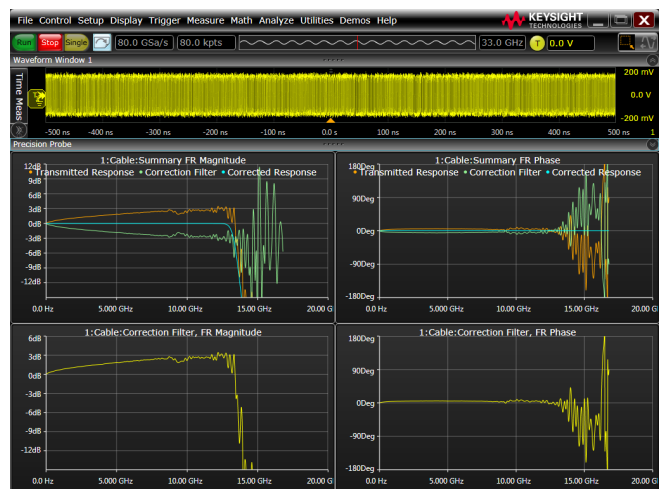 File Control Setup Display Trigger Measure Math Analyze Utilities Demos Help
KEYSIGHT
TECHNOLOGIES
X
Run Stop Single 80.0 GSa/s 80.0 kpts 33.0 GHz T 0.0 V
Waveform Window 1
Time Meas
200 mV
0.0 V
-200 mV
-500 ns -400 ns -300 ns -200 ns -100 ns 0.0 s 100 ns 200 ns 300 ns 400 ns 500 ns 1
Precision Probe
1:Cable:Summary FR Magnitude
Transmitted Response Correction Filter Corrected Response
12dB
9dB
6dB
3dB
-0dB
-3dB
-6dB
-9dB
-12dB
0.0 Hz 5.000 GHz 10.00 GHz 15.00 GHz 20.00 G
1:Cable:Summary FR Phase
Transmitted Response Correction Filter Corrected Response
180Deg
90Deg
0Deg
-90Deg
-180Deg
0.0 Hz 5.000 GHz 10.00 GHz 15.00 GHz 20.00 G
1:Cable:Correction Filter, FR Magnitude
6dB
3dB
-0dB
-3dB
-6dB
-9dB
-12dB
0.0 Hz 5.000 GHz 10.00 GHz 15.00 GHz 20.00 G
1:Cable:Correction Filter, FR Phase
180Deg
90Deg
0Deg
-90Deg
-180Deg
0.0 Hz 5.000 GHz 10.00 GHz 15.00 GHz 20.00 G